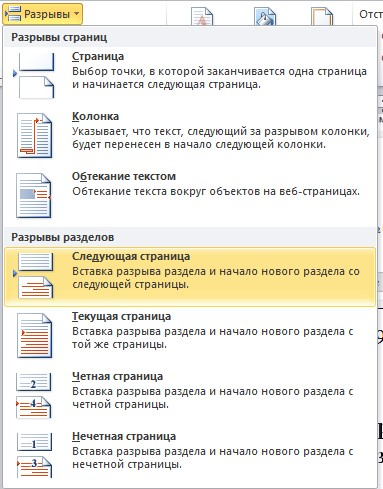 Разрывы
Отст
Разрывы страниц
Страница
Выбор точки, в которой заканчивается одна страница
и начинается следующая страница.
Колонка
Указывает, что текст, следующий за разрывом колонки,
будет перенесен в начало следующей колонки.
Обтекание текстом
Обтекание текста вокруг объектов на веб-страницах.
Разрывы разделов
Следующая страница
Вставка разрыва раздела и начало нового раздела со
следующей страницы.
Текущая страница
Вставка разрыва раздела и начало нового раздела с
той же страницы.
Четная страница
Вставка разрыва раздела и начало нового раздела с
четной страницы.
2
4
Нечетная страница
Вставка разрыва раздела и начало нового раздела с
нечетной страницы.
1
3